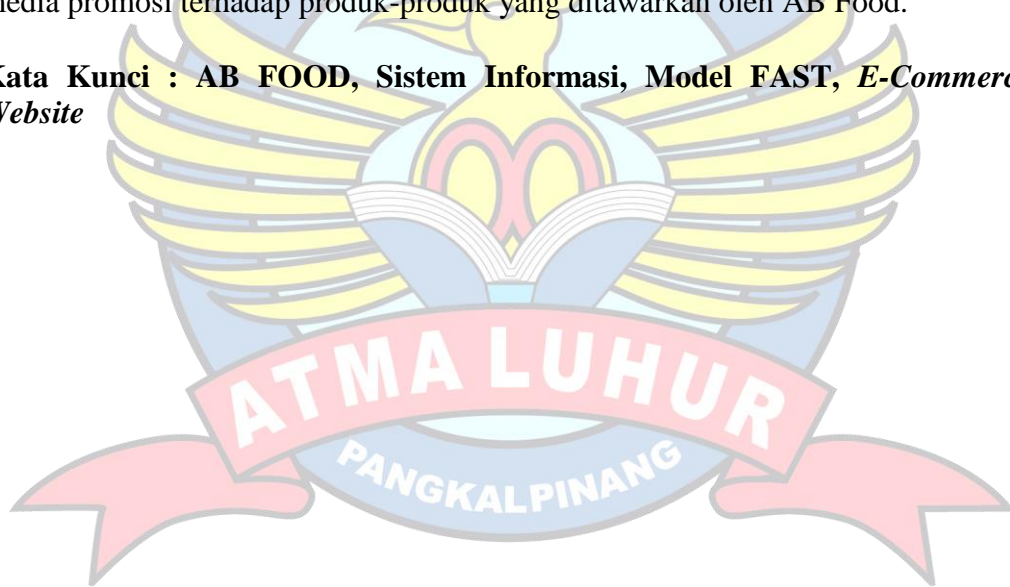 media promosi terhadap produk-produk yang ditawarkan oleh AB Food.
Kata Kunci : AB FOOD, Sistem Informasi, Model FAST, E-Commerc
Website
ATMA LUHUR
PANGKALPINANG